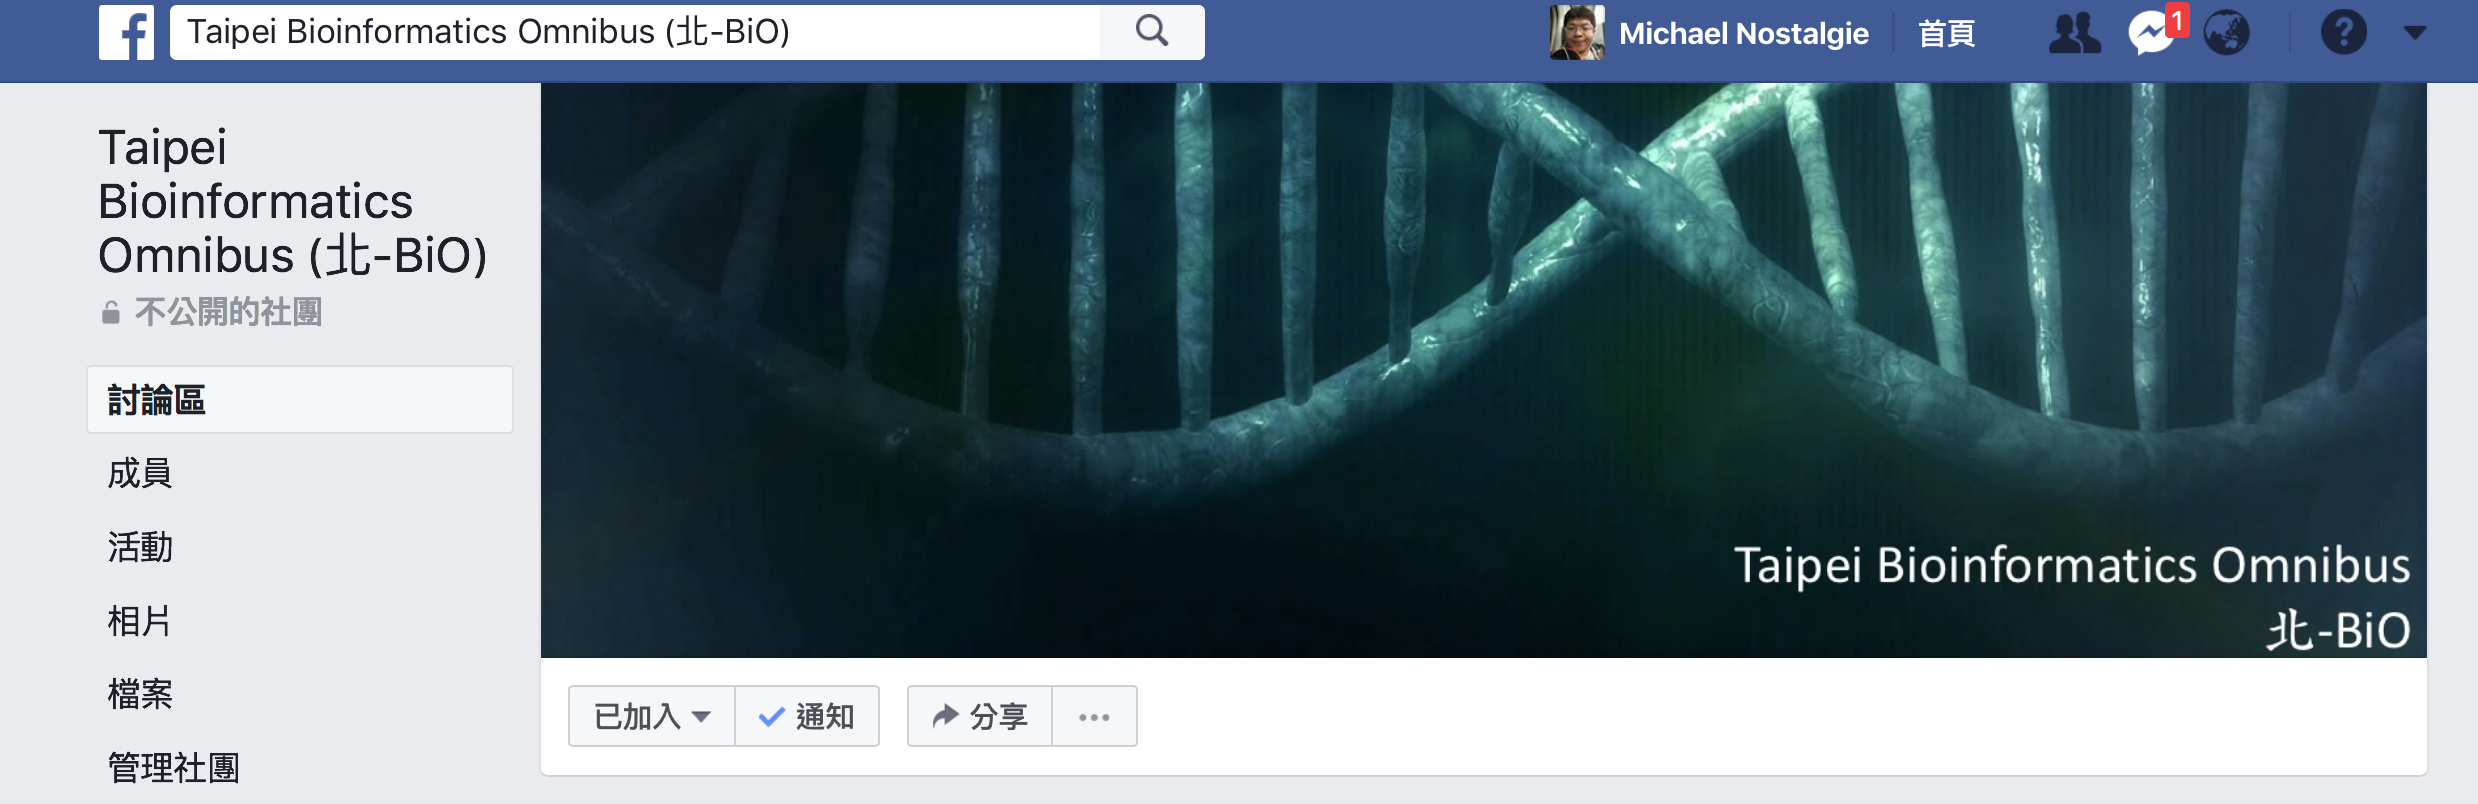 Taipei Bioinformatics Omnibus (北-BiO)
Michael Nostalgie
首頁
1
Taipei
Bioinformatics
Omnibus (北-BiO)
不公開的社團
討論區
成員
活動
相片
檔案
管理社團
Taipei Bioinformatics Omnibus
北-BiO
已加入
通知
分享